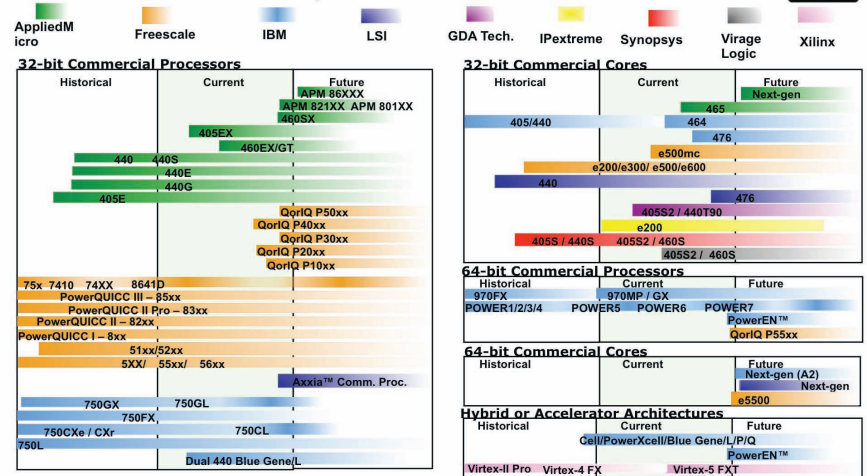 AppliedM
icro
Freescale
IBM
LSI
GDA Tech.
IPextreme
Synopsys
Virage
Logic
Xilinx
32-bit Commercial Processors
Historical Current Future
APM 86XXX
APM 821XX APM 801XX
460SX
405EX
460EX/GT
440 440S
440E
440G
405E
QorIQ P50xx
QorIQ P40xx
QorIQ P30xx
QorIQ P20xx
QorIQ P10xx
75x 7410 74XX 8641D
PowerQUICC III – 85xx
PowerQUICC II Pro – 83xx
PowerQUICC II – 82xx
PowerQUICC I – 8xx
51xx/52xx
5XX/ 55xx/ 56xx
Axxia™ Comm. Proc.
750GX 750GL
750FX
750CXe / CXr 750CL
750L
Dual 440 Blue Gene/L
32-bit Commercial Cores
Historical Current Future
Next-gen
465
405/440 464
476
e500mc
e200/e300/ e500/e600
440
476
405S2 / 440T90
e200
405S / 440S 405S2 / 460S
405S2 / 460S
64-bit Commercial Processors
Historical Current Future
970FX 970MP / GX
POWER1/2/3/4 POWER5 POWER6 POWER7
PowerEN™
QorIQ P55xx
64-bit Commercial Cores
Historical Current Future
Next-gen (A2)
Next-gen
e5500
Hybrid or Accelerator Architectures
Historical Current Future
Cell/PowerXcell/Blue Gene/L/P/Q
PowerEN™
Virtex-II Pro Virtex-4 FX Virtex-5 FXT